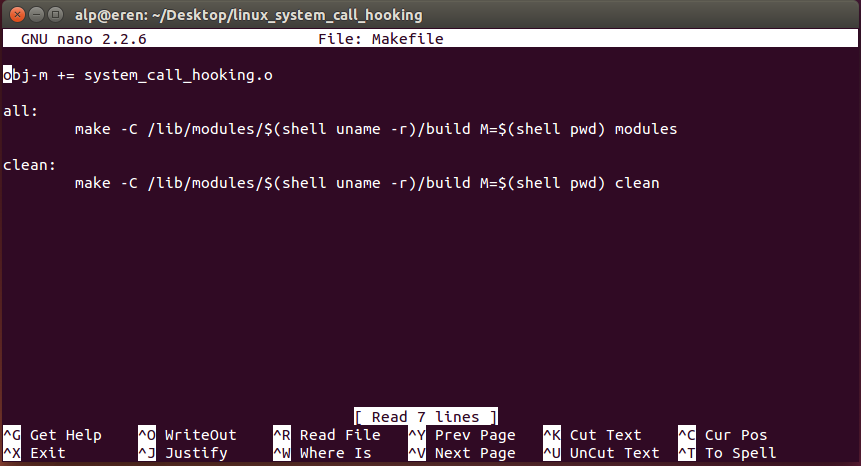 alp@eren: ~/Desktop/linux_system_call_hooking
GNU nano 2.2.6 File: Makefile
obj-m += system_call_hooking.o
all:
make -C /lib/modules/$(shell uname -r)/build M=$(shell pwd) modules
clean:
make -C /lib/modules/$(shell uname -r)/build M=$(shell pwd) clean
[ Read 7 lines ]
^G Get Help ^O WriteOut ^R Read File ^Y Prev Page ^K Cut Text ^C Cur Pos
^X Exit ^J Justify ^W Where Is ^V Next Page ^U UnCut Text ^T To Spell